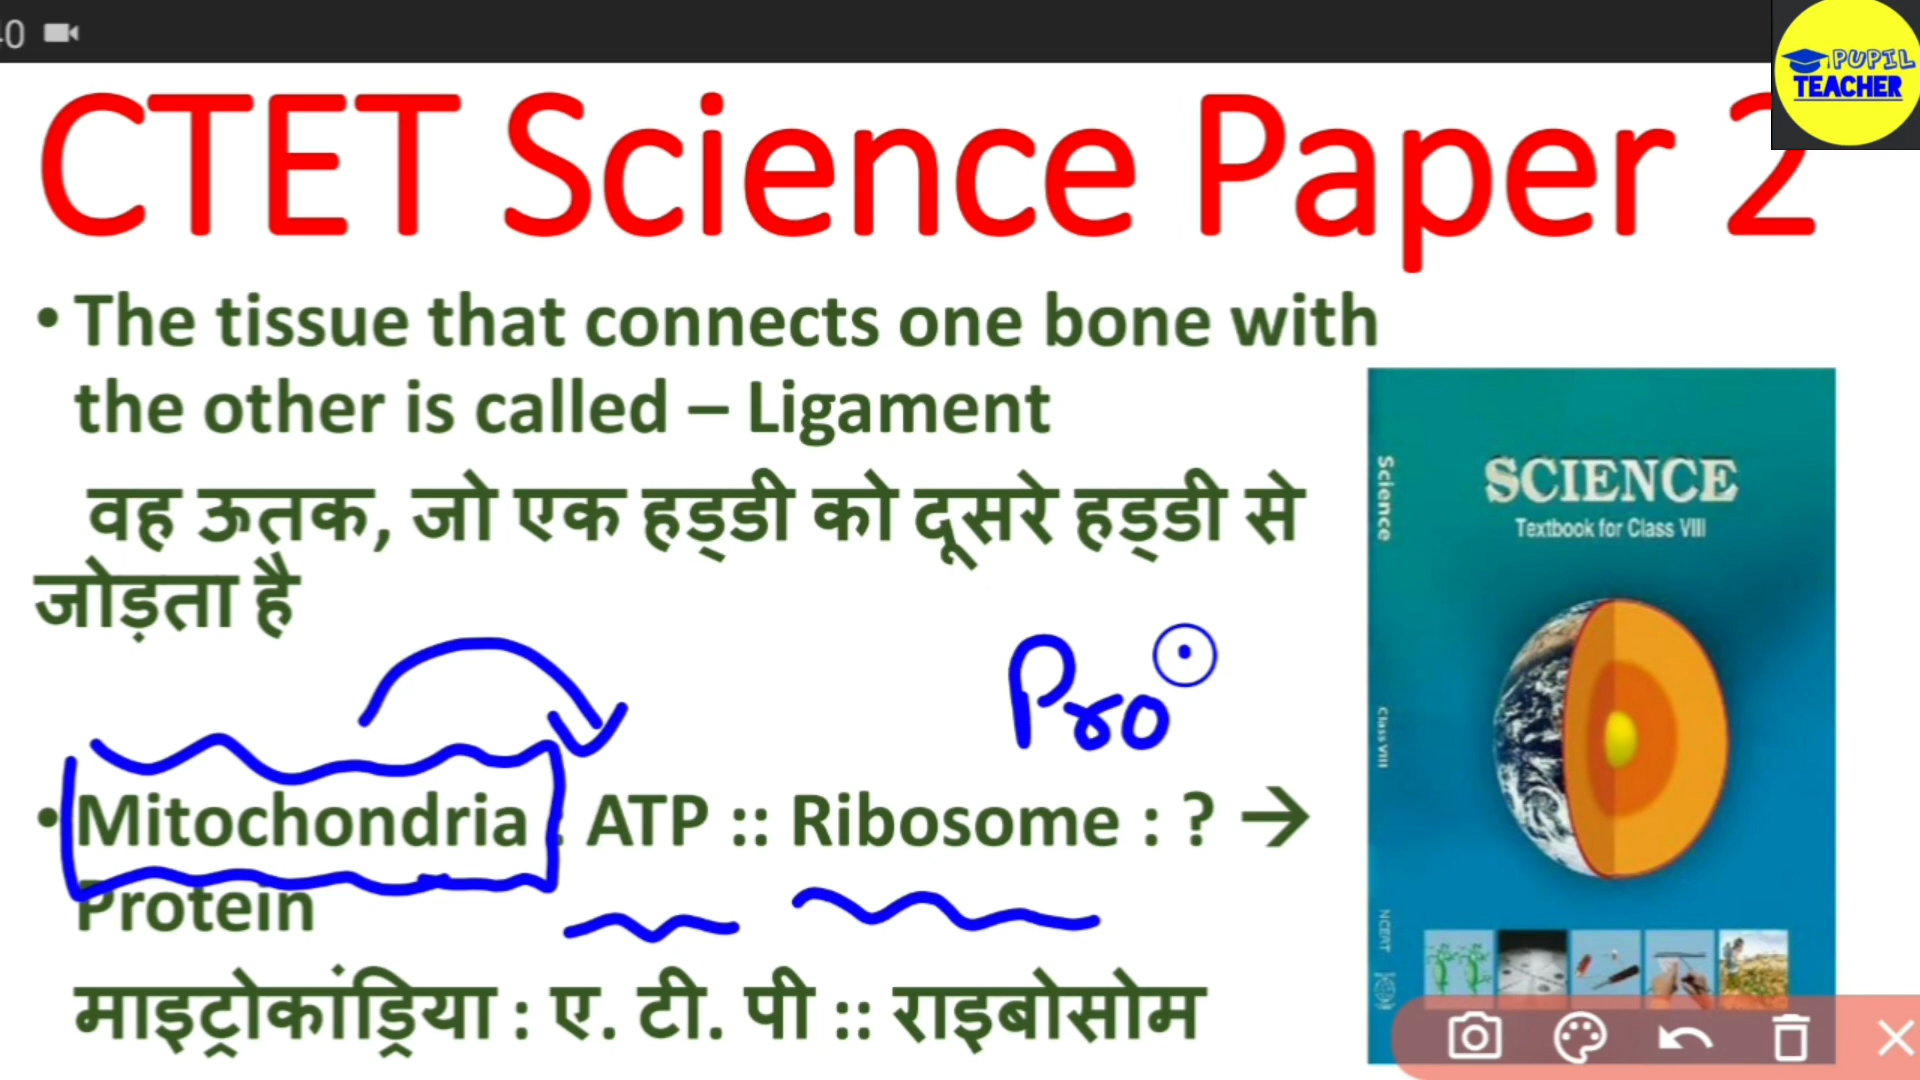 40
PUPIL
TEACHER
CTET Science Paper 2
• The tissue that connects one bone with
the other is called – Ligament
वह ऊतक, जो एक हड्डी को दूसरे हड्डी से
जोड़ता है
Pro
• Mitochondria : ATP :: Ribosome : ? →
Protein
माइट्रोकांड्रिया : ए. टी. पी :: राइबोसोम
Science
Class VIII
NCERT
SCIENCE
Textbook for Class VIII